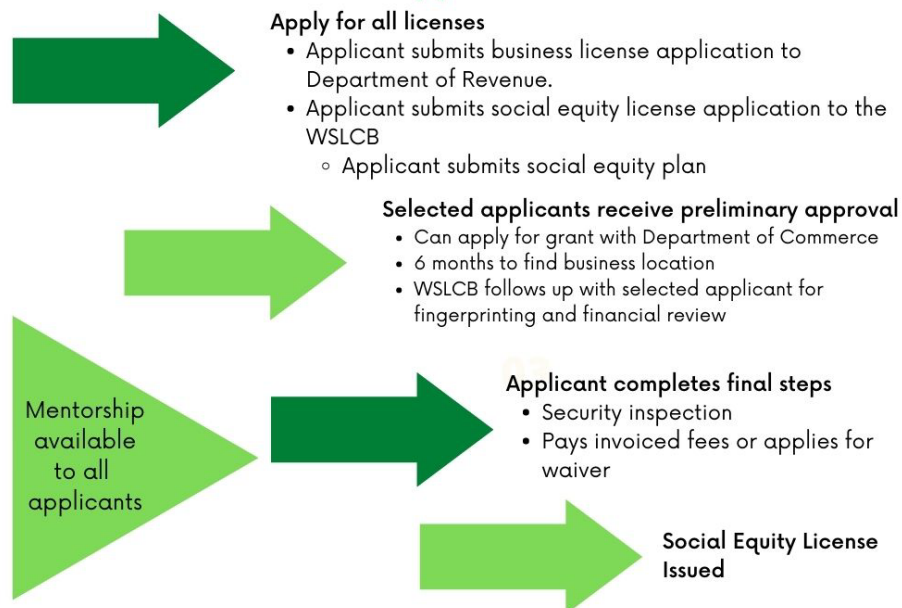 Apply for all licenses
• Applicant submits business license application to
Department of Revenue.
• Applicant submits social equity license application to the
WSLCB
◦ Applicant submits social equity plan
Selected applicants receive preliminary approval
• Can apply for grant with Department of Commerce
• 6 months to find business location
• WSLCB follows up with selected applicant for
fingerprinting and financial review
Mentorship
available
to all
applicants
03
Applicant completes final steps
• Security inspection
• Pays invoiced fees or applies for
waiver
Social Equity License
Issued